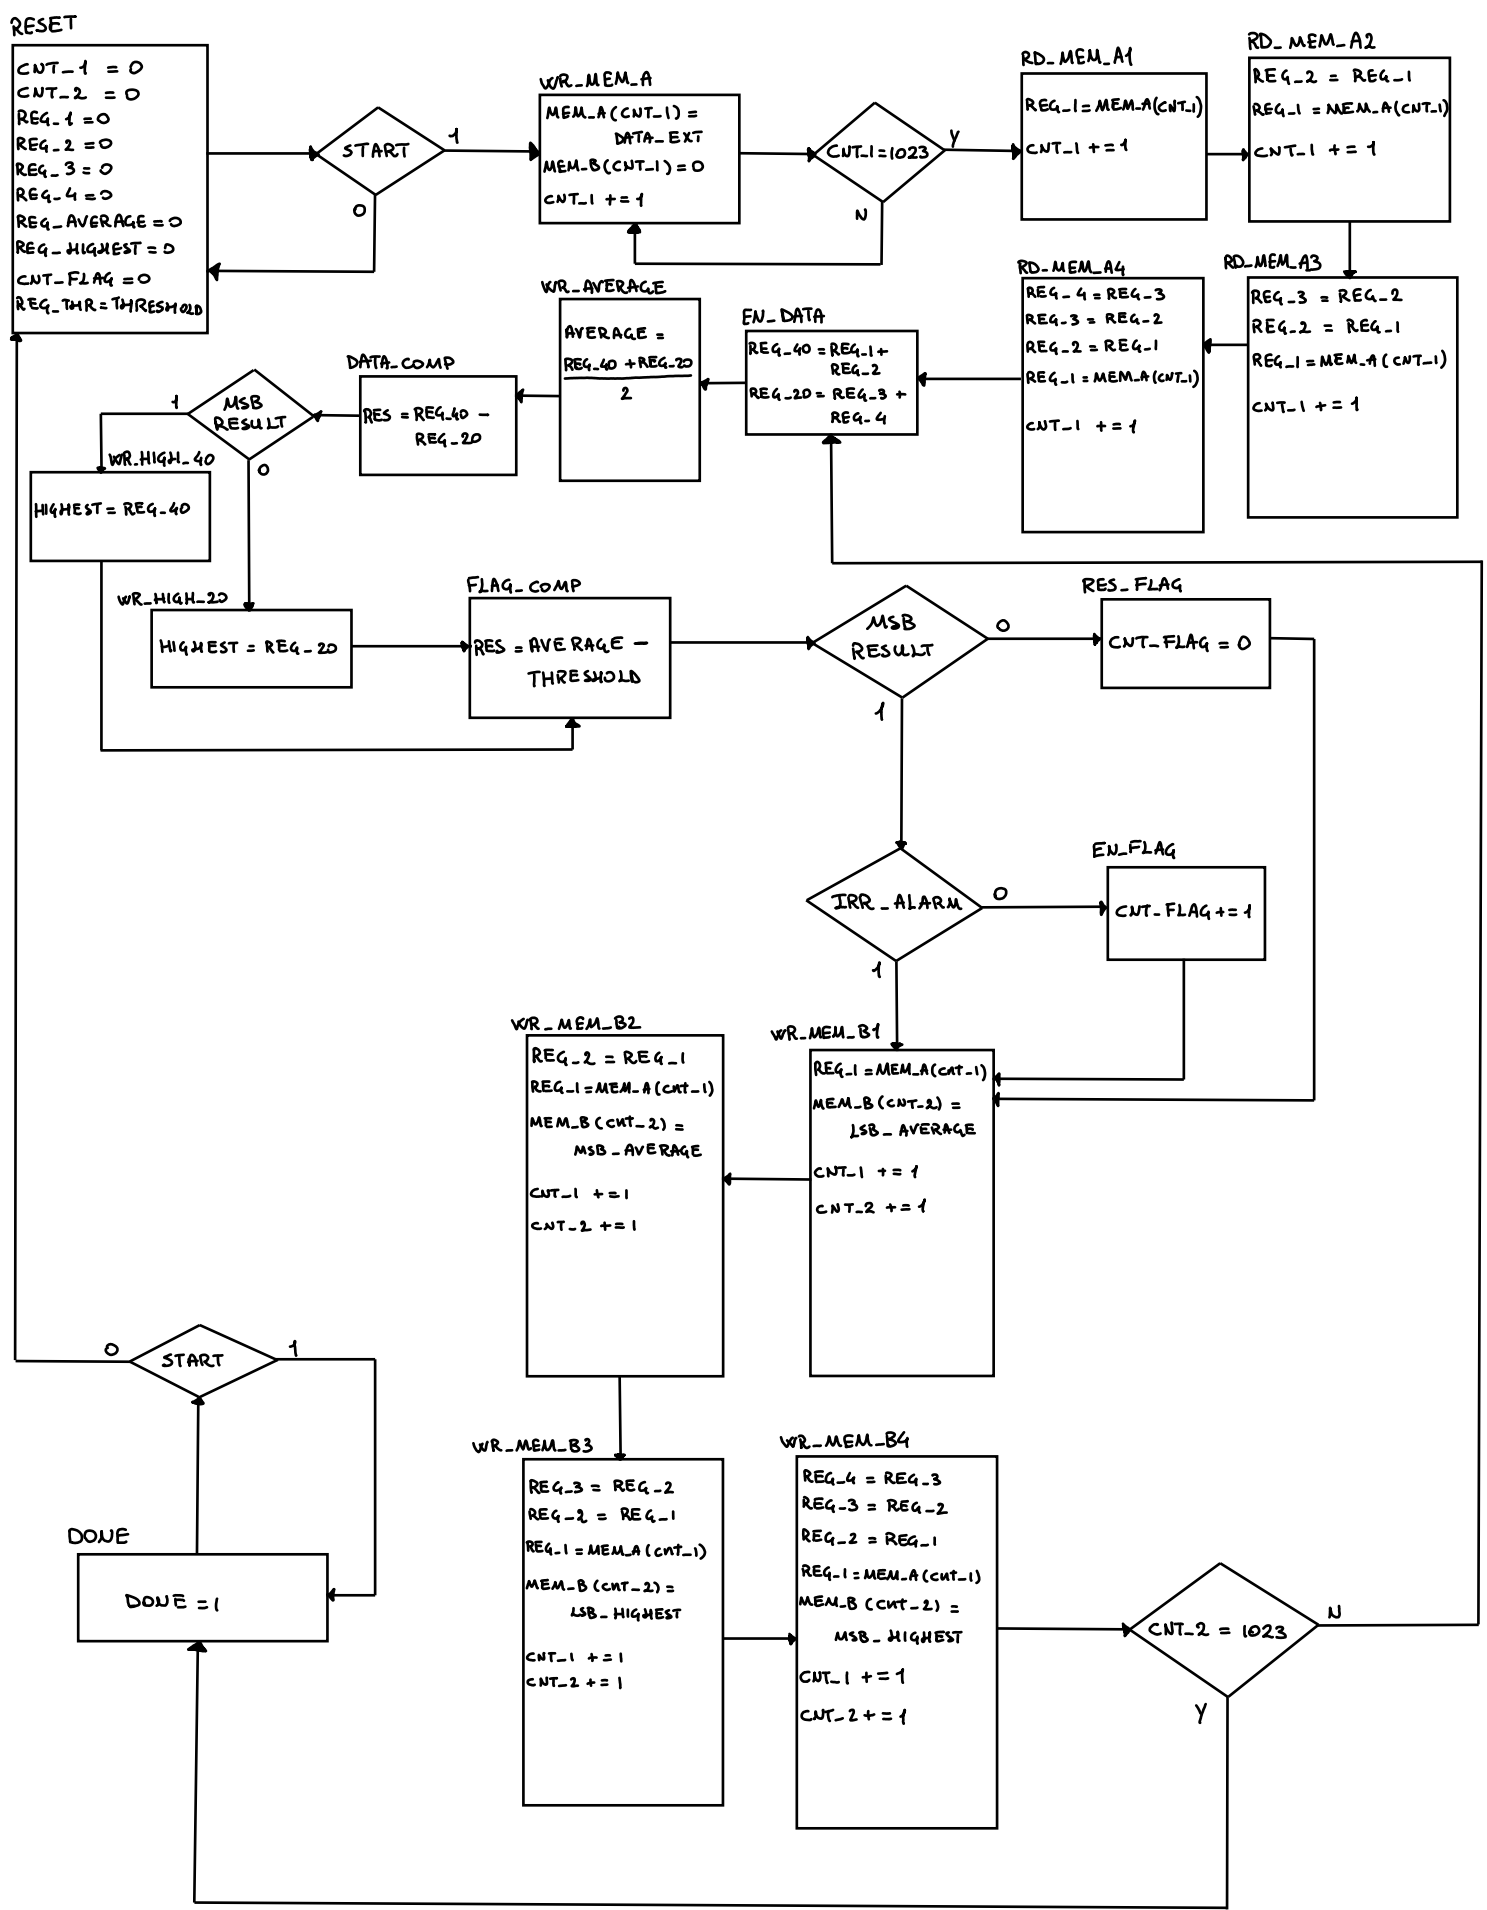 RESET
CNT_1 = 0
CNT_2 = 0
REG_1 = 0
REG_2 = 0
REG_3 = 0
REG_4 = 0
REG_AVERAGE = 0
REG_HIGHEST = 0
CNT_FLAG = 0
REG_THR = THRESHOLD
START
1
0
WR_MEM_A
MEM_A(CNT_1) =
DATA_EXT
MEM_B(CNT_1) = 0
CNT_1 += 1
CNT_1 = 1023
Y
N
RD_MEM_A1
REG_1 = MEM_A(CNT_1)
CNT_1 += 1
RD_MEM_A2
REG_2 = REG_1
REG_1 = MEM_A(CNT_1)
CNT_1 += 1
RD_MEM_A3
REG_3 = REG_2
REG_2 = REG_1
REG_1 = MEM_A(CNT_1)
CNT_1 += 1
RD_MEM_A4
REG_4 = REG_3
REG_3 = REG_2
REG_2 = REG_1
REG_1 = MEM_A(CNT_1)
CNT_1 += 1
EN_DATA
REG_40 = REG_1 +
REG_2
REG_20 = REG_3 +
REG_4
WR_AVERAGE
AVERAGE =
REG_40 + REG_20
2
DATA_COMP
RES = REG_40 -
REG_20
MSB
RESULT
1
0
WR_HIGH_40
HIGHEST = REG_40
WR_HIGH_20
HIGHEST = REG_20
FLAG_COMP
RES = AVERAGE -
THRESHOLD
MSB
RESULT
0
1
RES_FLAG
CNT_FLAG = 0
IRR_ALARM
0
1
EN_FLAG
CNT_FLAG += 1
WR_MEM_B1
REG_1 = MEM_A(CNT_1)
MEM_B(CNT_2) =
LSB_AVERAGE
CNT_1 += 1
CNT_2 += 1
WR_MEM_B2
REG_2 = REG_1
REG_1 = MEM_A(CNT_1)
MEM_B(CNT_2) =
MSB_AVERAGE
CNT_1 += 1
CNT_2 += 1
WR_MEM_B3
REG_3 = REG_2
REG_2 = REG_1
REG_1 = MEM_A(CNT_1)
MEM_B(CNT_2) =
LSB_HIGHEST
CNT_1 += 1
CNT_2 += 1
WR_MEM_B4
REG_4 = REG_3
REG_3 = REG_2
REG_2 = REG_1
REG_1 = MEM_A(CNT_1)
MEM_B(CNT_2) =
MSB_HIGHEST
CNT_1 += 1
CNT_2 += 1
CNT_2 = 1023
N
Y
DONE
DONE = 1
START
0
1